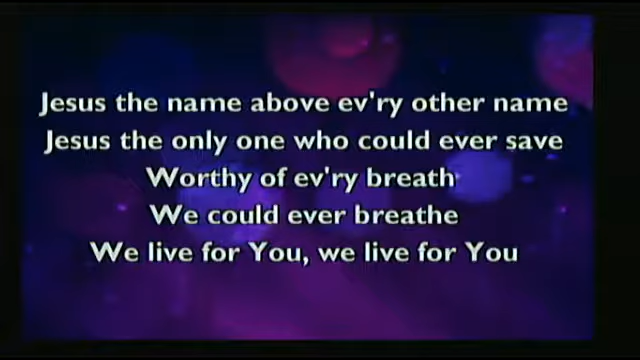 Jesus the name above ev'ry other name
Jesus the only one who could ever save
Worthy of ev'ry breath
We could ever breathe
We live for You, we live for You